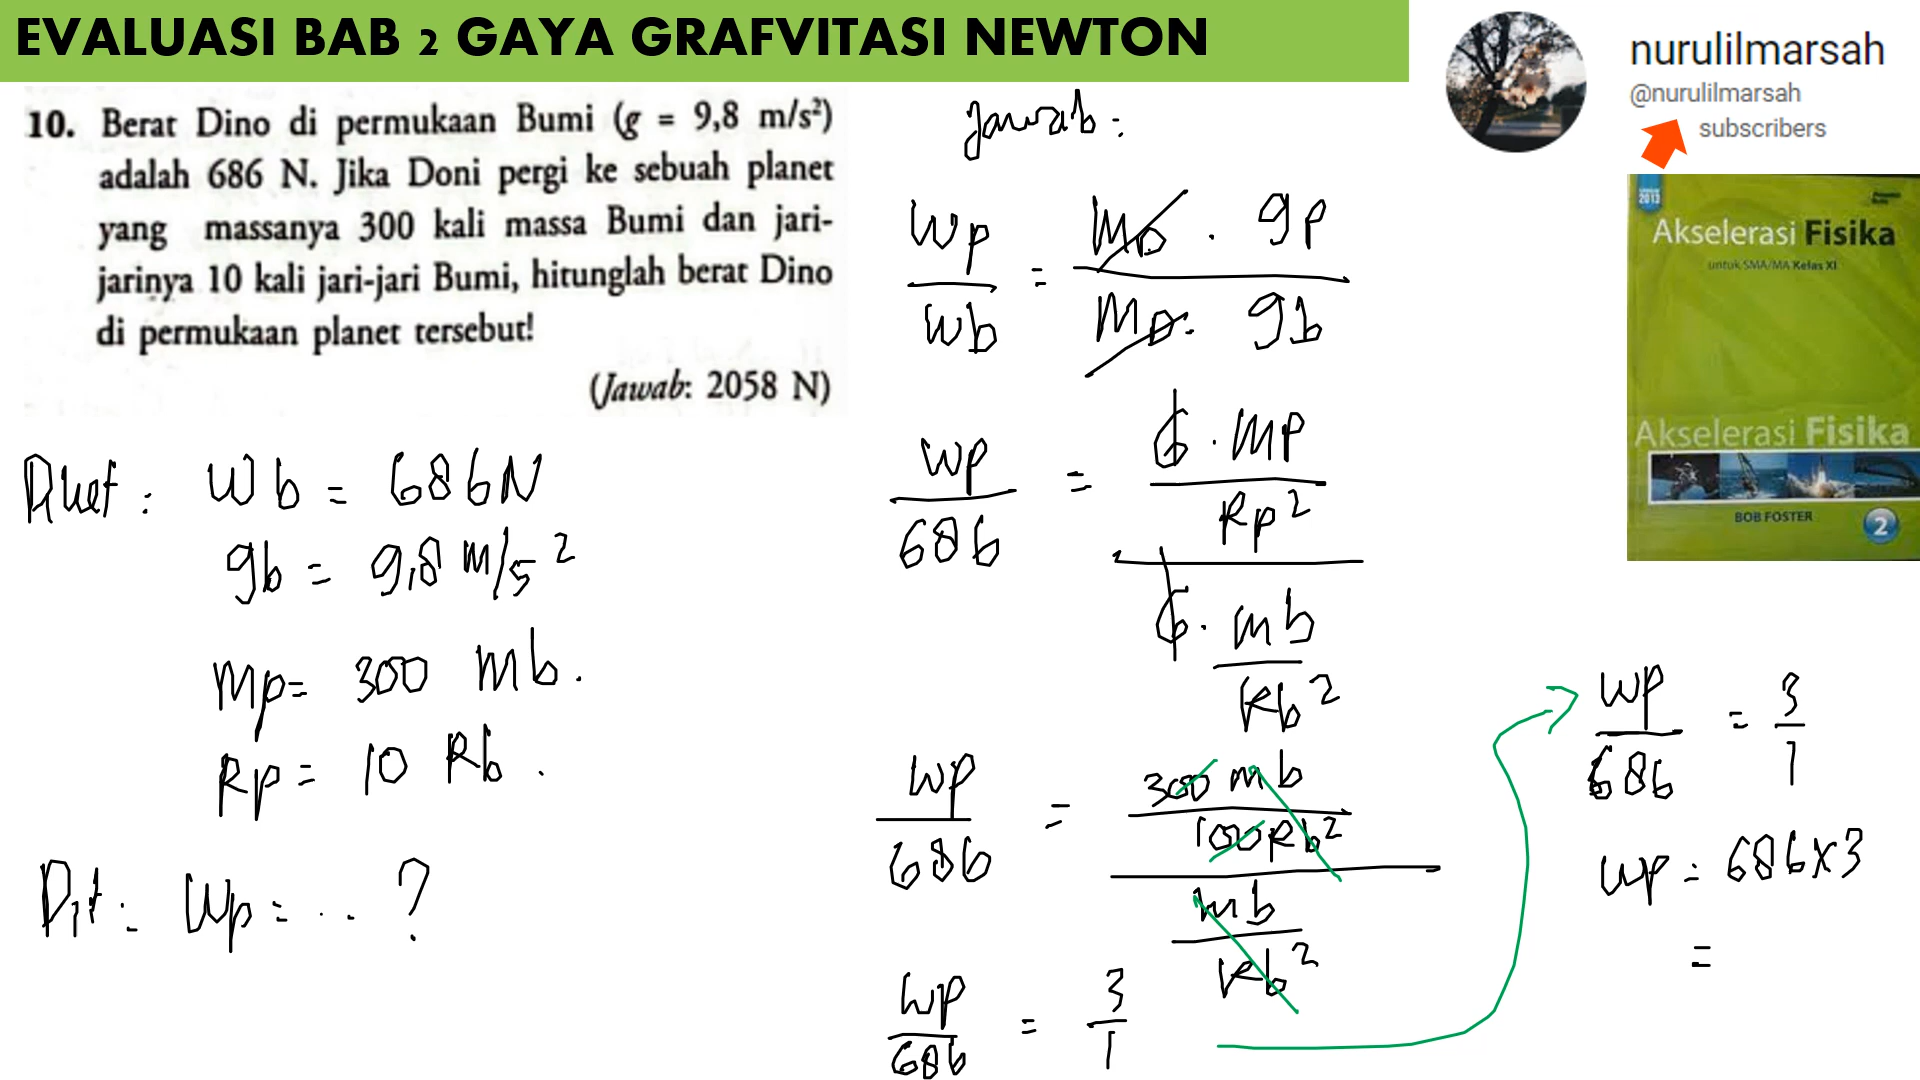 EVALUASI BAB 2 GAYA GRAFVITASI NEWTON
nurulilmarsah
@nurulilmarsah
subscribers
10. Berat Dino di permukaan Bumi (g = 9,8 m/s²)
adalah 686 N. Jika Doni pergi ke sebuah planet
yang massanya 300 kali massa Bumi dan jari-
jarinya 10 kali jari-jari Bumi, hitunglah berat Dino
di permukaan planet tersebut!
(Jawab: 2058 N)
Diket : Wb = 686 N
gb = 9,8 m/s²
Mp = 300 Mb.
Rp = 10 Rb.
Dit : Wp = ... ?
Jawab :
Wp/Wb = Mo . gp / Mo . gb
Wp/686 = G . Mp / Rp² / G . mb / Rb²
Wp/686 = 300 mb / 100 Rb² / mb / Rb²
Wp/686 = 3/1
Wp/686 = 3/1
Wp = 686 x 3
=
2013
Akselerasi Fisika
untuk SMA/MA Kelas XI
Akselerasi Fisika
BOB FOSTER
2